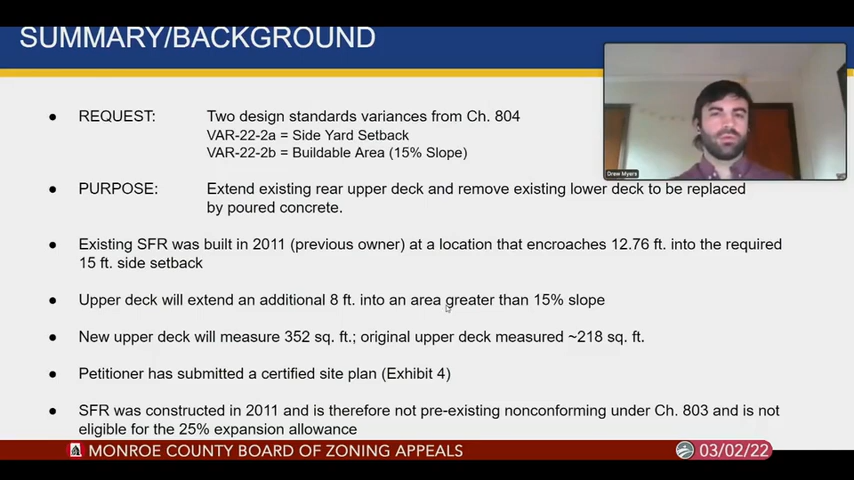 SUMMARY/BACKGROUND
● REQUEST: Two design standards variances from Ch. 804
VAR-22-2a = Side Yard Setback
VAR-22-2b = Buildable Area (15% Slope)
Drew Myers
● PURPOSE: Extend existing rear upper deck and remove existing lower deck to be replaced
by poured concrete.
● Existing SFR was built in 2011 (previous owner) at a location that encroaches 12.76 ft. into the required
15 ft. side setback
● Upper deck will extend an additional 8 ft. into an area greater than 15% slope
● New upper deck will measure 352 sq. ft.; original upper deck measured ~218 sq. ft.
● Petitioner has submitted a certified site plan (Exhibit 4)
● SFR was constructed in 2011 and is therefore not pre-existing nonconforming under Ch. 803 and is not
eligible for the 25% expansion allowance
MONROE COUNTY BOARD OF ZONING APPEALS 03/02/22